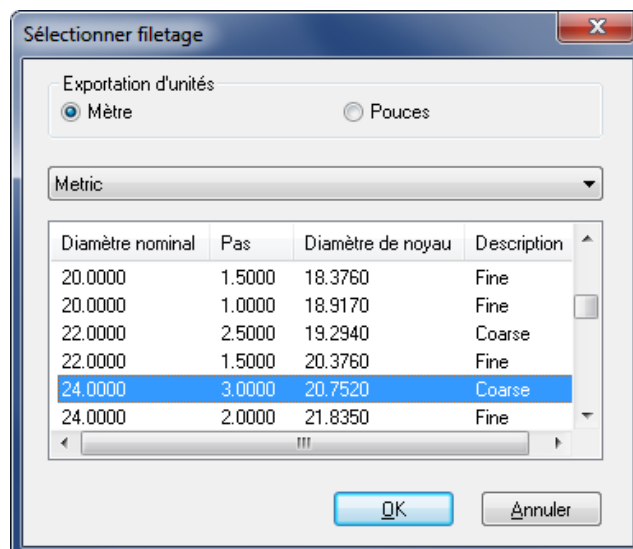 Sélectionner filetage
Exportation d'unités
Mètre Pouces
Metric
Diamètre nominal Pas Diamètre de noyau Description
20.0000 1.5000 18.3760 Fine
20.0000 1.0000 18.9170 Fine
22.0000 2.5000 19.2940 Coarse
22.0000 1.5000 20.3760 Fine
24.0000 3.0000 20.7520 Coarse
24.0000 2.0000 21.8350 Fine
OK Annuler